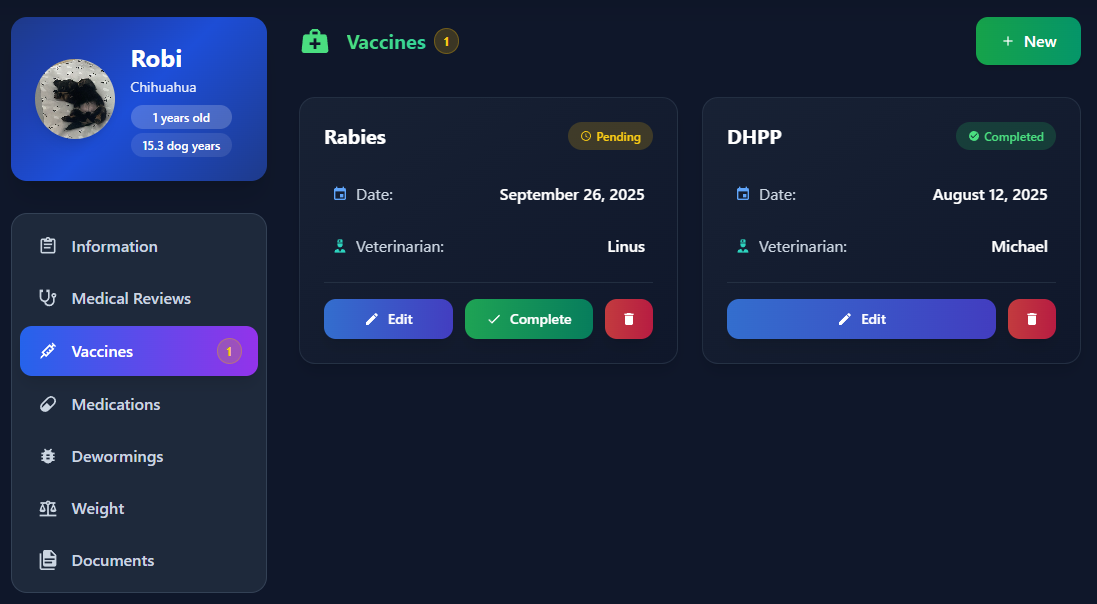 Robi
Chihuahua
1 years old
15.3 dog years
Information
Medical Reviews
Vaccines 1
Medications
Dewormings
Weight
Documents
Vaccines 1
+ New
Rabies Pending
Date: September 26, 2025
Veterinarian: Linus
Edit Complete
DHPP Completed
Date: August 12, 2025
Veterinarian: Michael
Edit